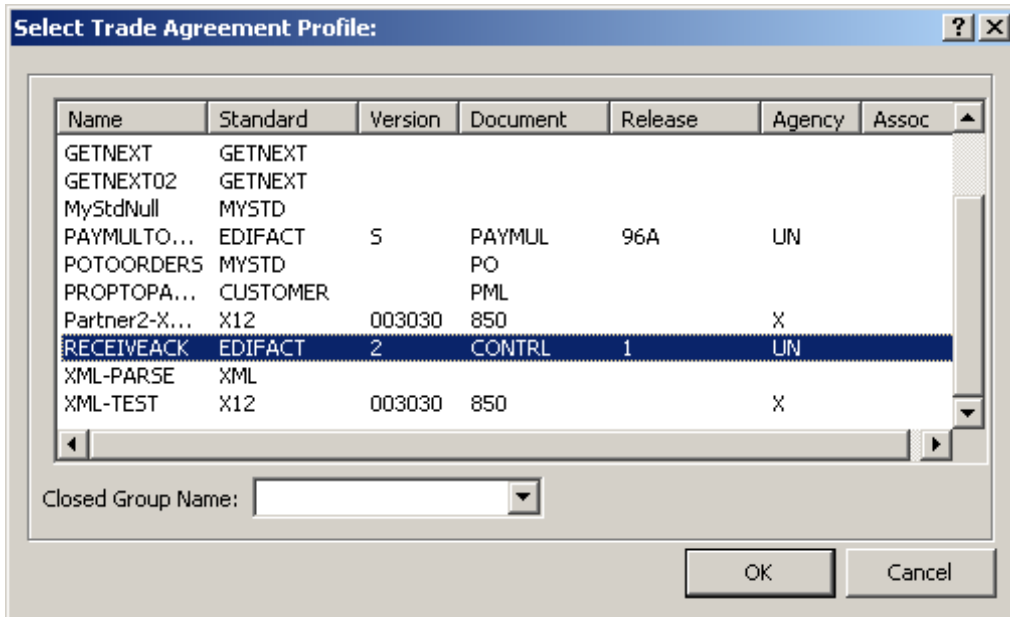 Select Trade Agreement Profile:
Name Standard Version Document Release Agency Assoc
GETNEXT GETNEXT
GETNEXT02 GETNEXT
MyStdNull MYSTD
PAYMULTO... EDIFACT S PAYMUL 96A UN
POTOORDERS MYSTD PO
PROPTOPA... CUSTOMER PML
Partner2-X... X12 003030 850 X
RECEIVEACK EDIFACT 2 CONTRL 1 UN
XML-PARSE XML
XML-TEST X12 003030 850 X
Closed Group Name:
OK Cancel